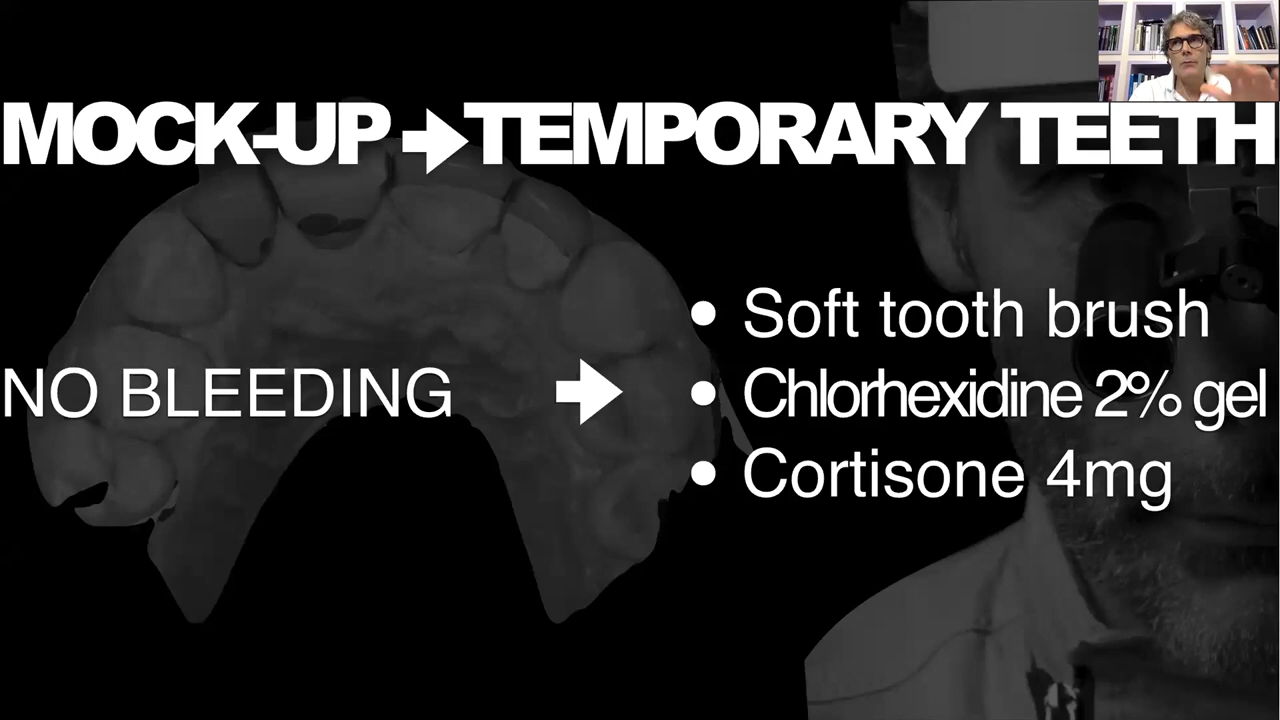 MOCK-UP ➡ TEMPORARY TEETH
• Soft tooth brush
NO BLEEDING ➡ • Chlorhexidine 2% gel
• Cortisone 4mg